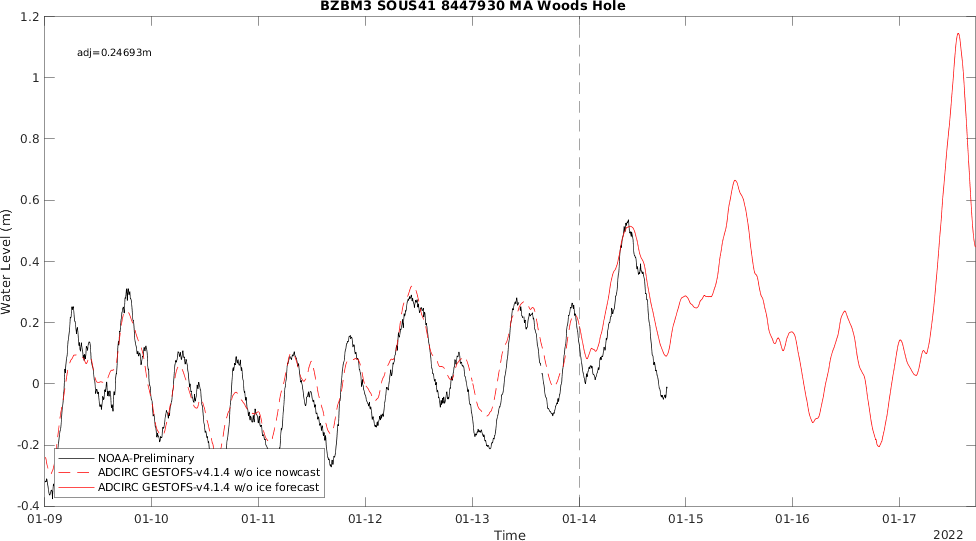 BZBM3 SOUS41 8447930 MA Woods Hole
adj=0.24693m
1.2
1
0.8
0.6
0.4
0.2
0
-0.2
-0.4
Water Level (m)
NOAA-Preliminary
ADCIRC GESTOFS-v4.1.4 w/o ice nowcast
ADCIRC GESTOFS-v4.1.4 w/o ice forecast
01-09 01-10 01-11 01-12 01-13 01-14 01-15 01-16 01-17
Time
2022